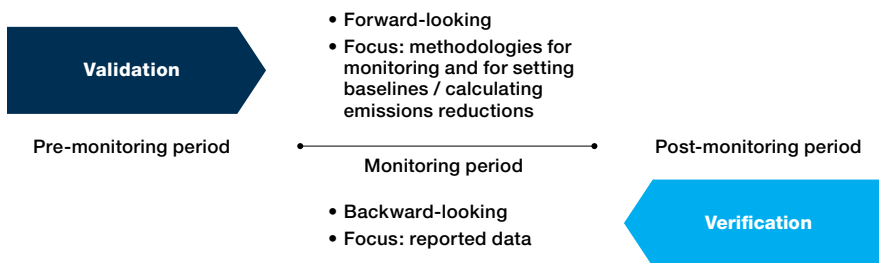 Validation
• Forward-looking
• Focus: methodologies for
monitoring and for setting
baselines / calculating
emissions reductions
Pre-monitoring period
Monitoring period
Post-monitoring period
• Backward-looking
• Focus: reported data
Verification